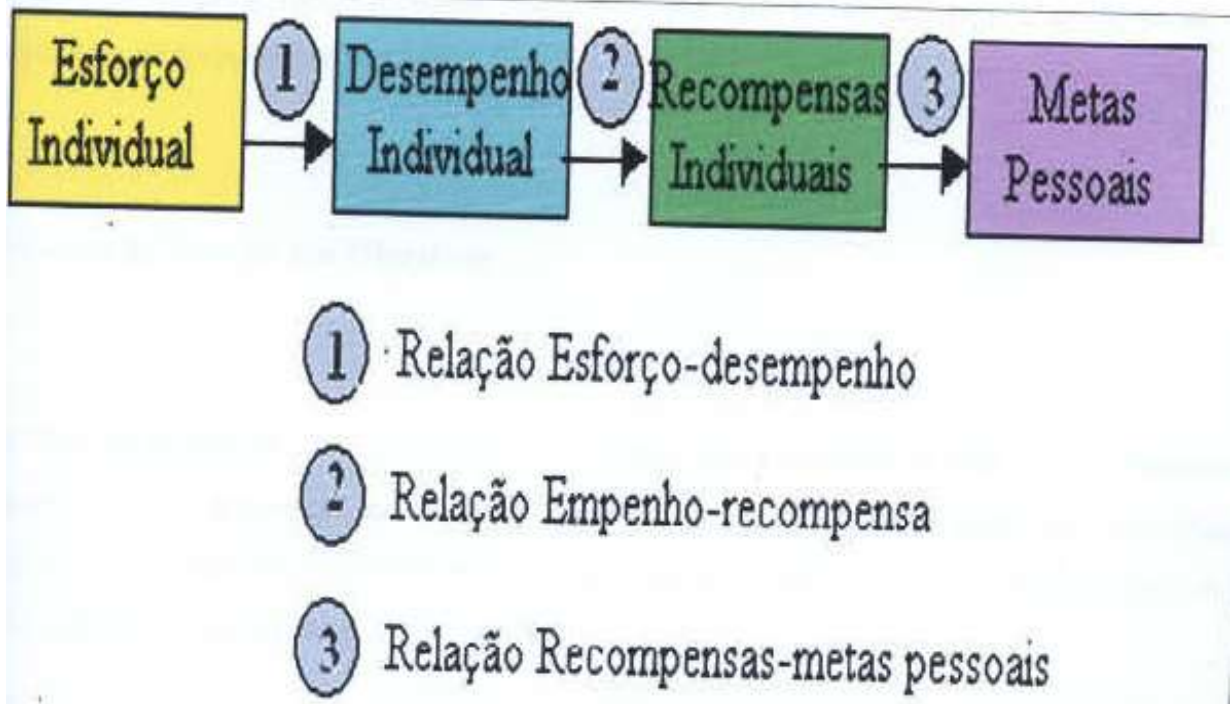 Esforço
Individual
1
Desempenho
Individual
2
Recompensas
Individuais
3
Metas
Pessoais
1 Relação Esforço-desempenho
2 Relação Empenho-recompensa
3 Relação Recompensas-metas pessoais